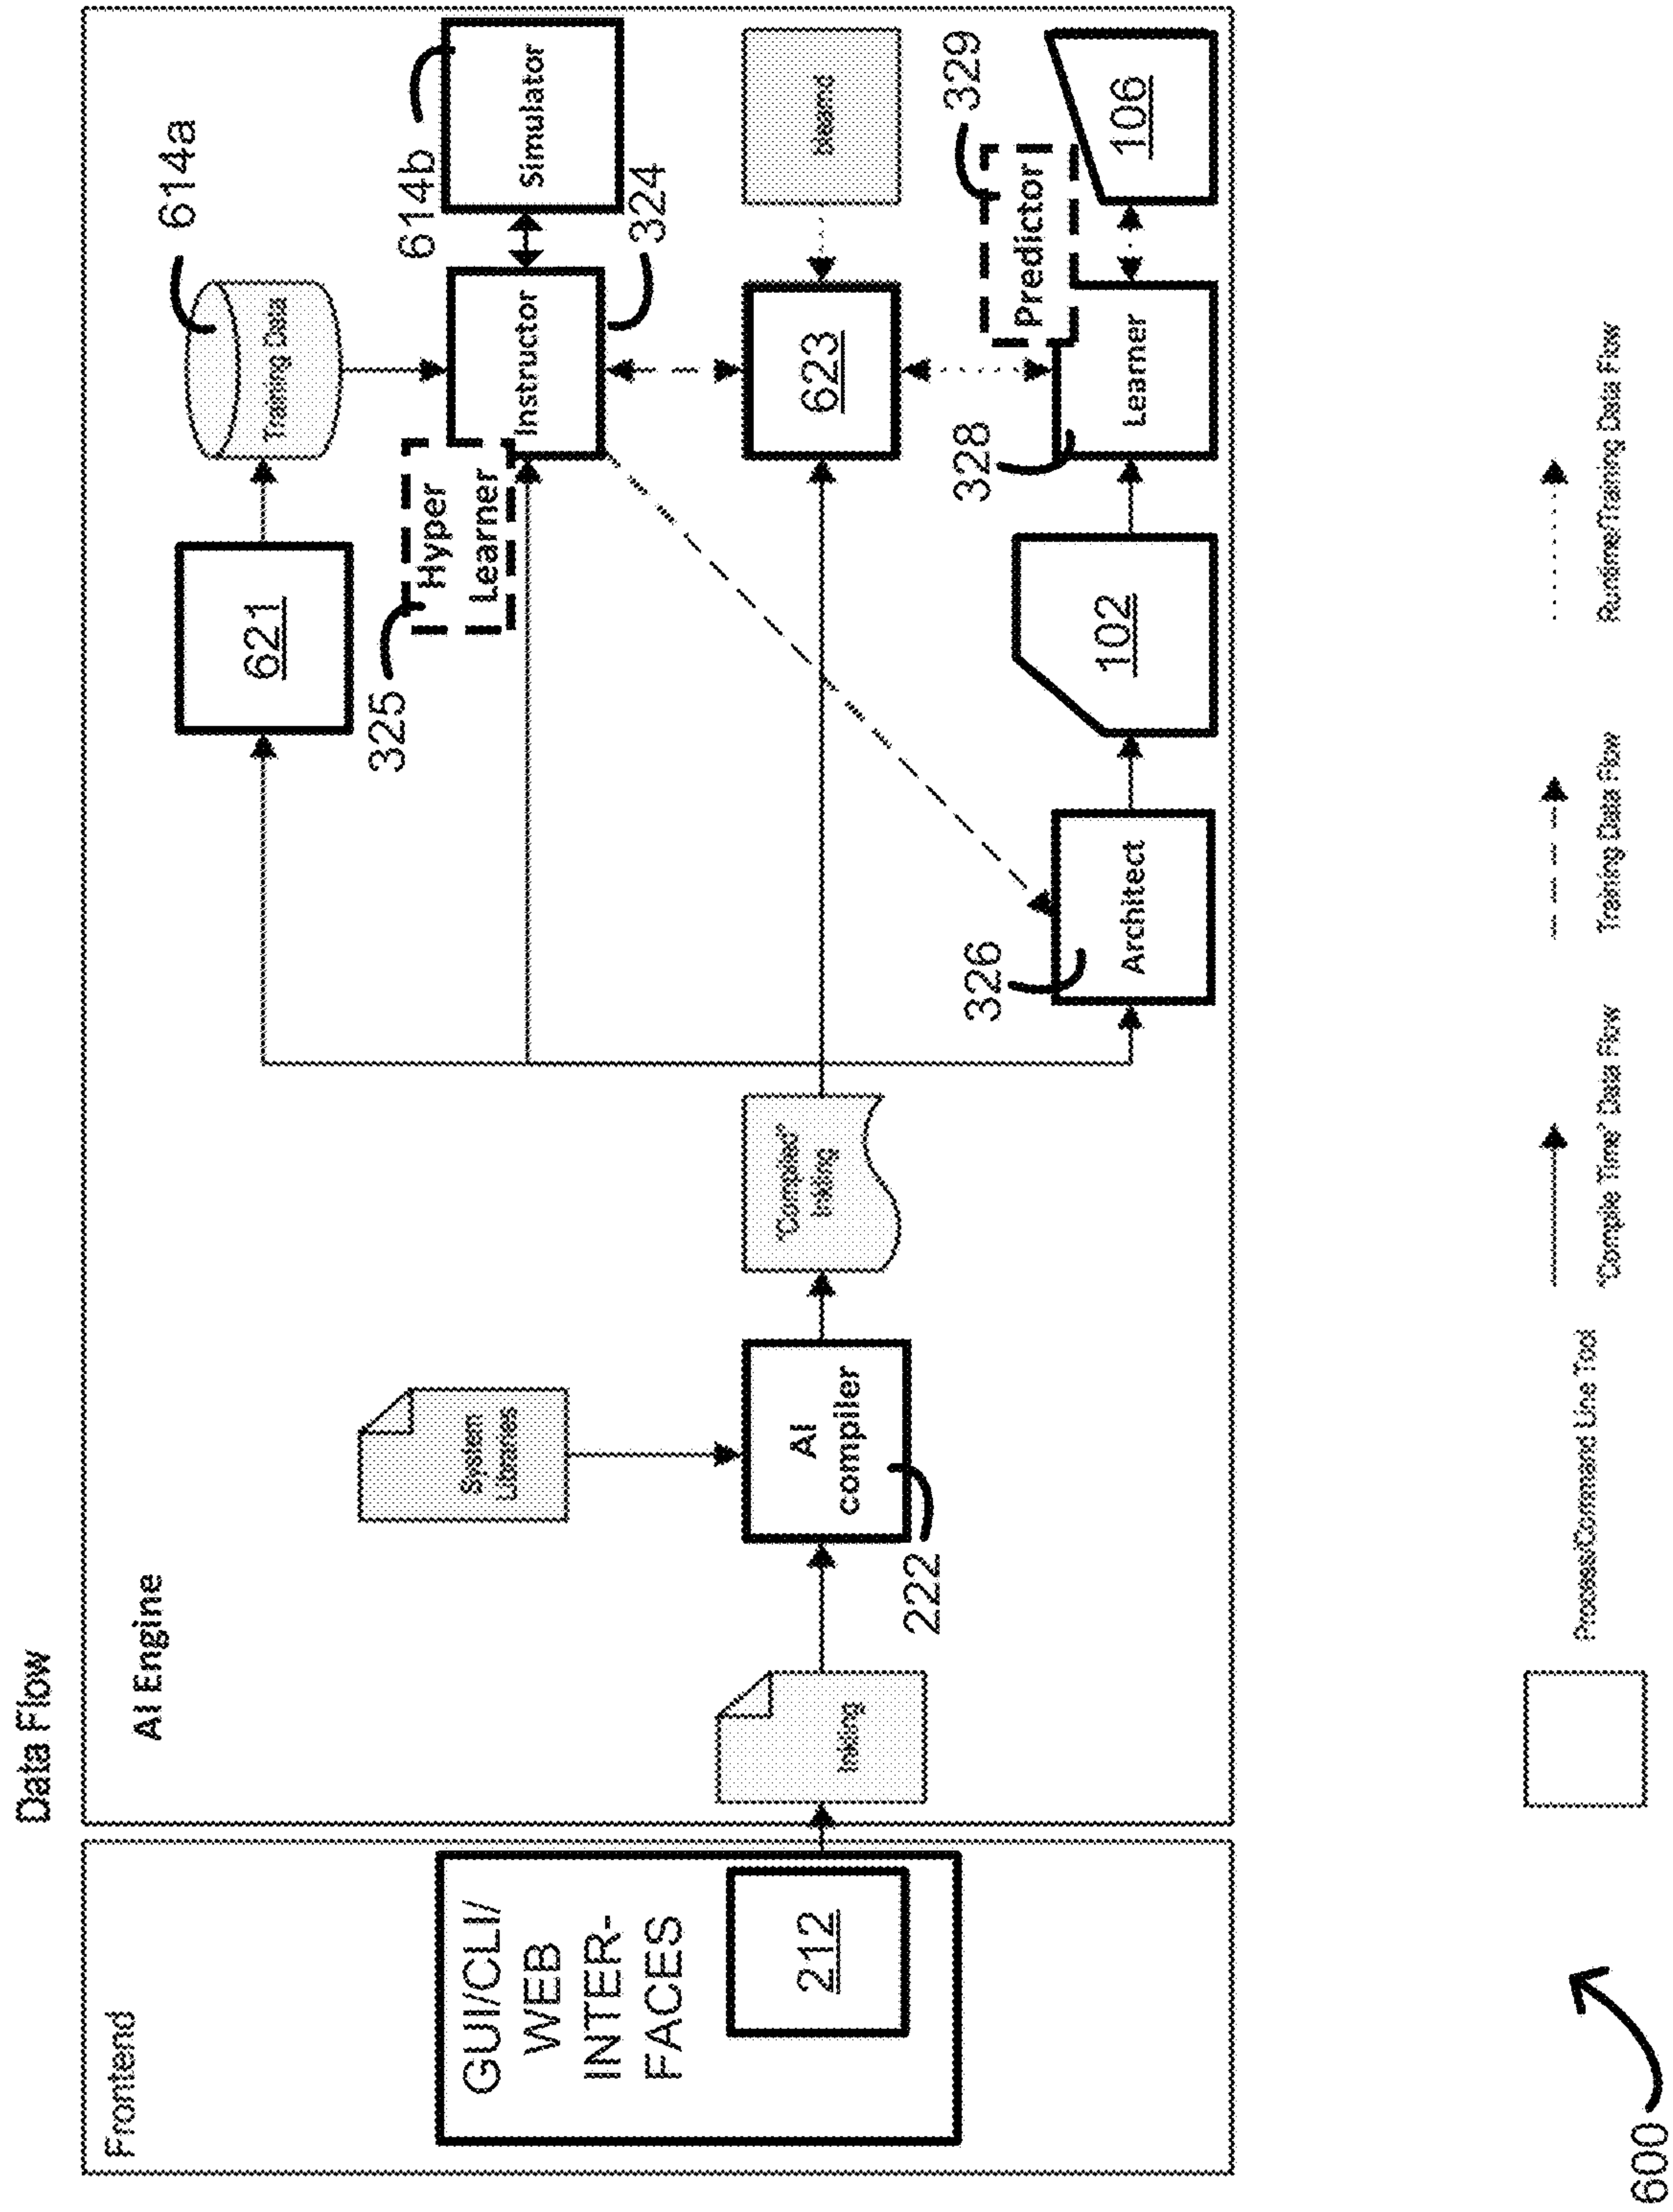 Data Flow
Frontend
GUI/CLI/
WEB
INTER-
FACES
212
AI Engine
Inkling
System
Libraries
AI
compiler
222
"Compiled"
Inkling
621
614a
Training Data
325
Hyper
Learner
Instructor
324
614b
Simulator
623
326
Architect
102
328
Learner
Predictor
329
106
Process/Command Line Tool
"Compile Time" Data Flow
Training Data Flow
Runtime/Training Data Flow
600